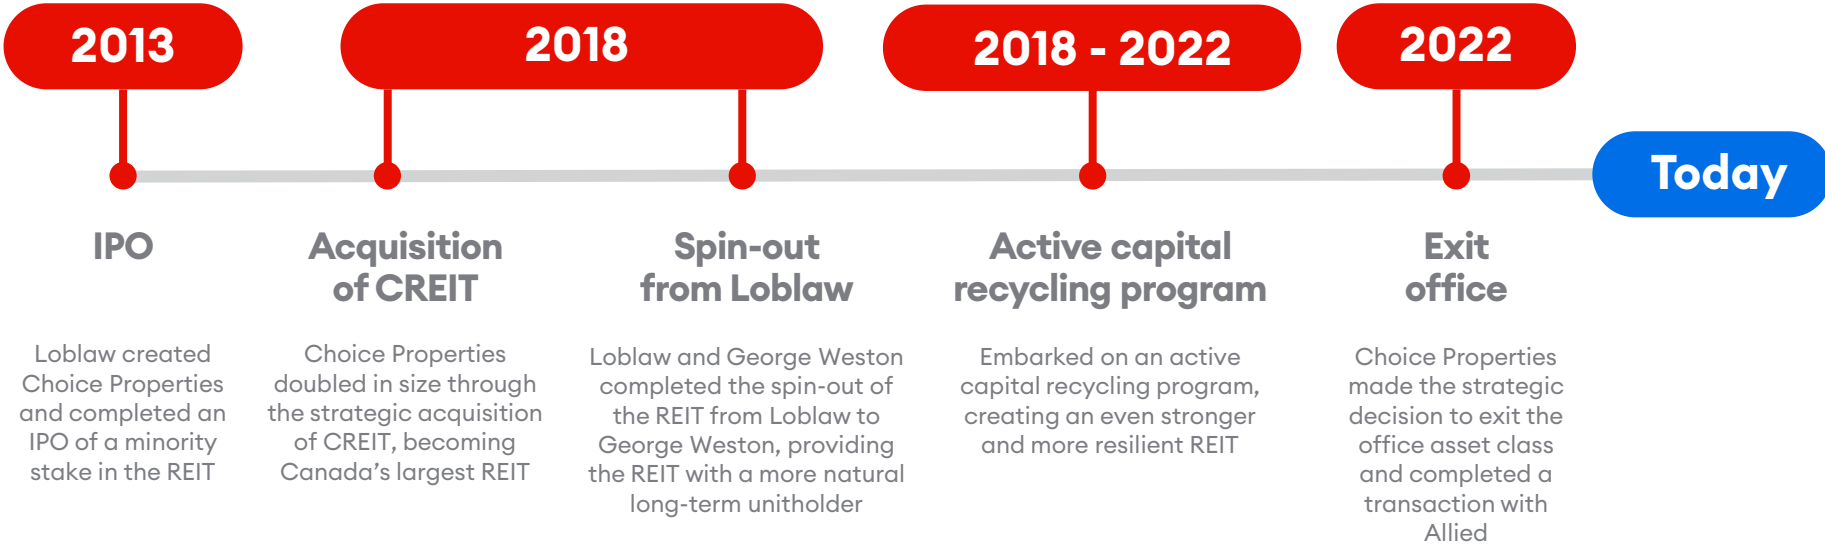 2013
2018
2018 - 2022
2022
Today
IPO
Loblaw created
Choice Properties
and completed an
IPO of a minority
stake in the REIT
Acquisition
of CREIT
Choice Properties
doubled in size through
the strategic acquisition
of CREIT, becoming
Canada’s largest REIT
Spin-out
from Loblaw
Loblaw and George Weston
completed the spin-out of
the REIT from Loblaw to
George Weston, providing
the REIT with a more natural
long-term unitholder
Active capital
recycling program
Embarked on an active
capital recycling program,
creating an even stronger
and more resilient REIT
Exit
office
Choice Properties
made the strategic
decision to exit the
office asset class
and completed a
transaction with
Allied